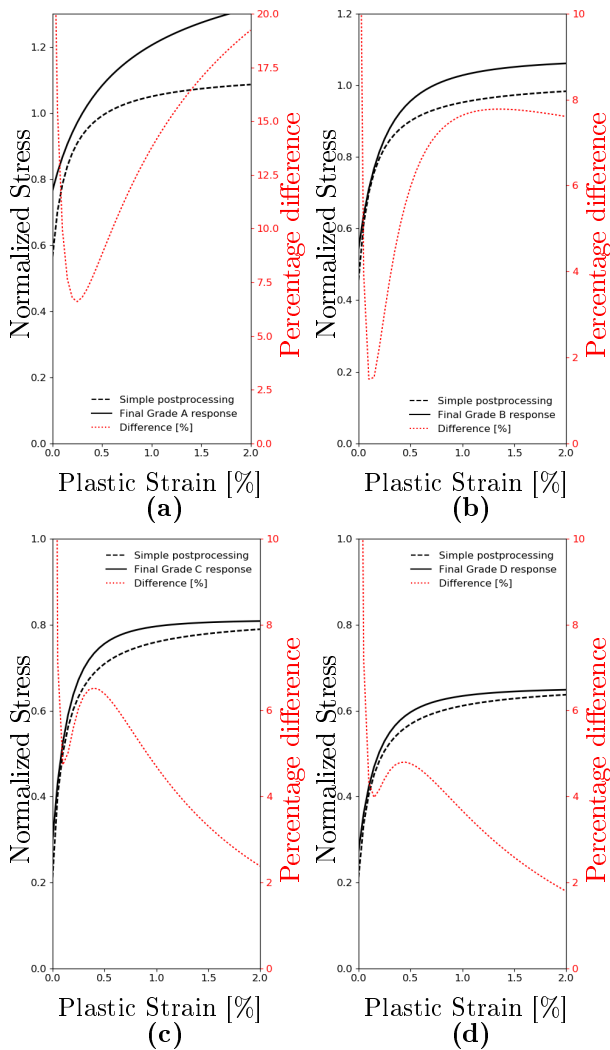 1.2
1.0
0.8
0.6
0.4
0.2
0.0
20.0
17.5
15.0
12.5
10.0
7.5
5.0
2.5
0.0
Normalized Stress
Percentage difference
Simple postprocessing
Final Grade A response
Difference [%]
0.0 0.5 1.0 1.5 2.0
Plastic Strain [%]
(a)
1.2
1.0
0.8
0.6
0.4
0.2
0.0
10
8
6
4
2
0
Normalized Stress
Percentage difference
Simple postprocessing
Final Grade B response
Difference [%]
0.0 0.5 1.0 1.5 2.0
Plastic Strain [%]
(b)
1.0
0.8
0.6
0.4
0.2
0.0
10
8
6
4
2
0
Normalized Stress
Percentage difference
Simple postprocessing
Final Grade C response
Difference [%]
0.0 0.5 1.0 1.5 2.0
Plastic Strain [%]
(c)
1.0
0.8
0.6
0.4
0.2
0.0
10
8
6
4
2
0
Normalized Stress
Percentage difference
Simple postprocessing
Final Grade D response
Difference [%]
0.0 0.5 1.0 1.5 2.0
Plastic Strain [%]
(d)